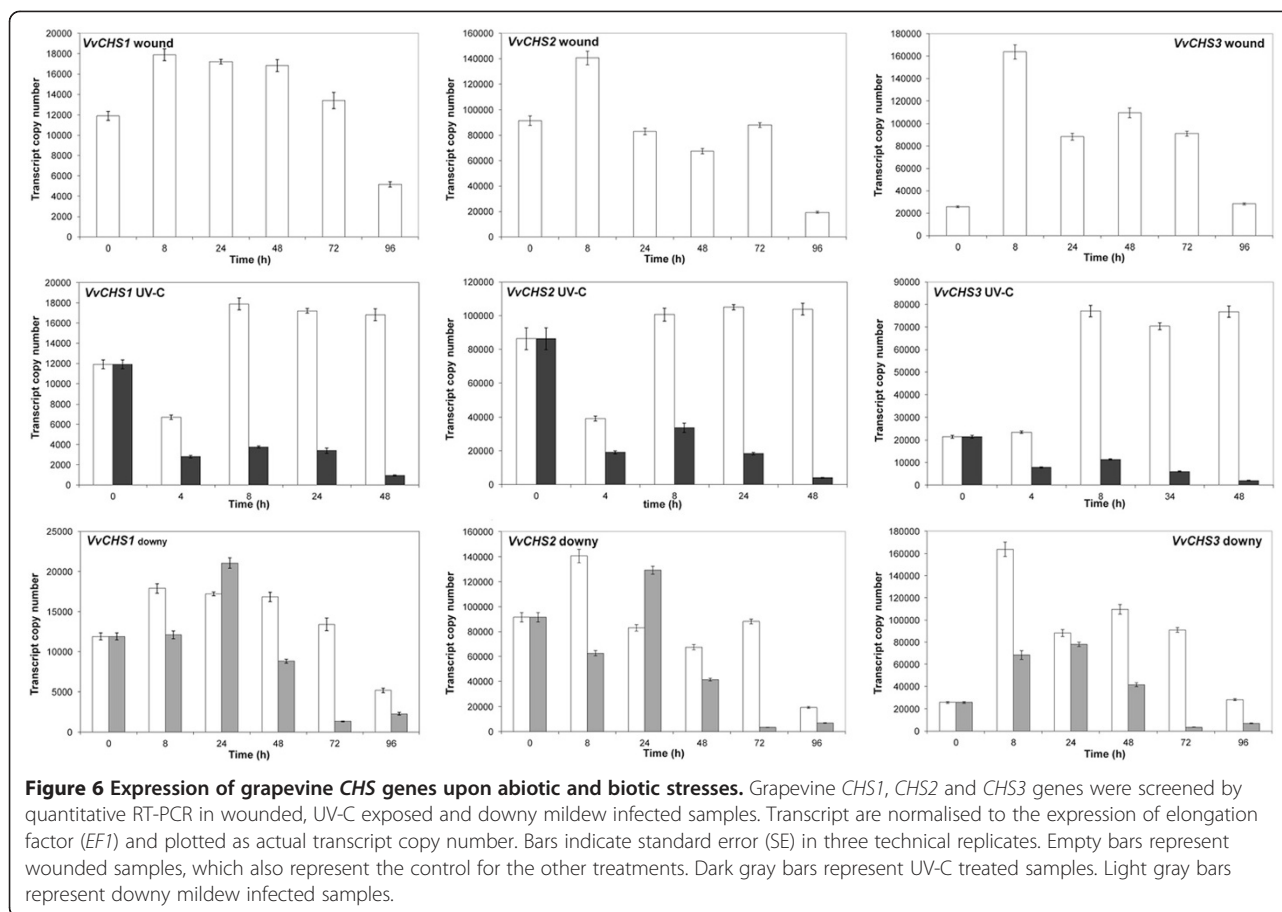 VvCHS1 wound
Transcript copy number
20000
18000
16000
14000
12000
10000
8000
6000
4000
2000
0
0 8 24 48 72 96
Time (h)
VvCHS2 wound
Transcript copy number
160000
140000
120000
100000
80000
60000
40000
20000
0
0 8 24 48 72 96
Time (h)
VvCHS3 wound
Transcript copy number
180000
160000
140000
120000
100000
80000
60000
40000
20000
0
0 8 24 48 72 96
Time (h)
VvCHS1 UV-C
Transcript copy number
20000
18000
16000
14000
12000
10000
8000
6000
4000
2000
0
0 4 8 24 48
Time (h)
VvCHS2 UV-C
Transcript copy number
120000
100000
80000
60000
40000
20000
0
0 4 8 24 48
time (h)
VvCHS3 UV-C
Transcript copy number
90000
80000
70000
60000
50000
40000
30000
20000
10000
0
0 4 8 34 48
Time (h)
VvCHS1 downy
Transcript copy number
25000
20000
15000
10000
5000
0
0 8 24 48 72 96
Time (h)
VvCHS2 downy
Transcript copy number
160000
140000
120000
100000
80000
60000
40000
20000
0
0 8 24 48 72 96
Time (h)
VvCHS3 downy
Transcript copy number
180000
160000
140000
120000
100000
80000
60000
40000
20000
0
0 8 24 48 72 96
Time (h)
Figure 6 Expression of grapevine CHS genes upon abiotic and biotic stresses. Grapevine CHS1, CHS2 and CHS3 genes were screened by
quantitative RT-PCR in wounded, UV-C exposed and downy mildew infected samples. Transcript are normalised to the expression of elongation
factor (EF1) and plotted as actual transcript copy number. Bars indicate standard error (SE) in three technical replicates. Empty bars represent
wounded samples, which also represent the control for the other treatments. Dark gray bars represent UV-C treated samples. Light gray bars
represent downy mildew infected samples.